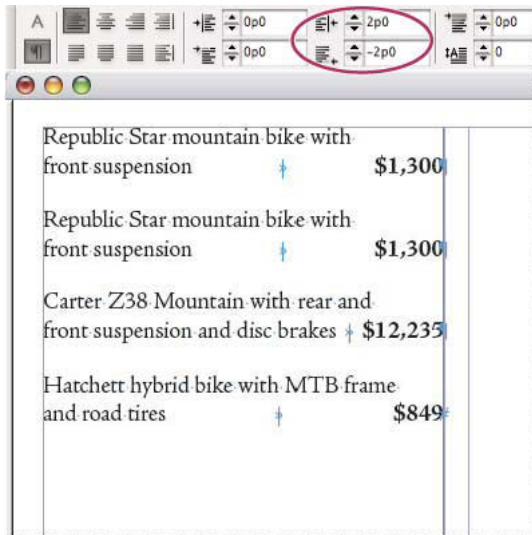 A 0p0 2p0 0p0
¶ 0p0 -2p0 0
Republic Star mountain bike with
front suspension $1,300
Republic Star mountain bike with
front suspension $1,300
Carter Z38 Mountain with rear and
front suspension and disc brakes $12,235
Hatchett hybrid bike with MTB frame
and road tires $849